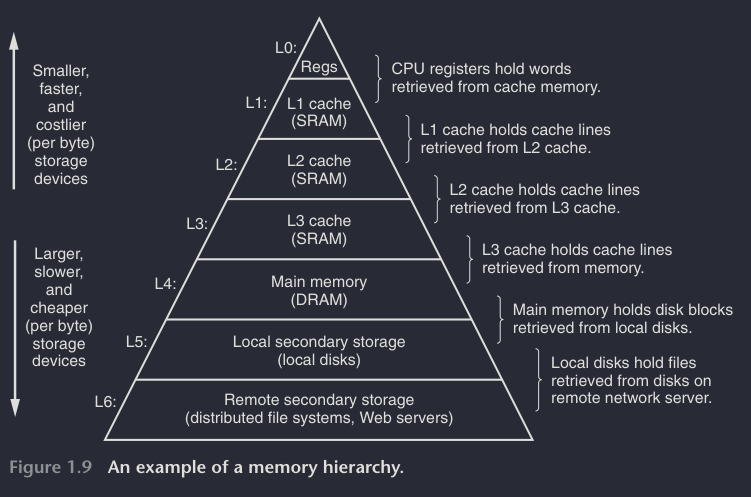 L0:
Regs
CPU registers hold words
retrieved from cache memory.
Smaller,
faster,
and
costlier
(per byte)
storage
devices
L1:
L1 cache
(SRAM)
L1 cache holds cache lines
retrieved from L2 cache.
L2:
L2 cache
(SRAM)
L2 cache holds cache lines
retrieved from L3 cache.
L3:
L3 cache
(SRAM)
L3 cache holds cache lines
retrieved from memory.
Larger,
slower,
and
cheaper
(per byte)
storage
devices
L4:
Main memory
(DRAM)
Main memory holds disk blocks
retrieved from local disks.
L5:
Local secondary storage
(local disks)
Local disks hold files
retrieved from disks on
remote network server.
L6:
Remote secondary storage
(distributed file systems, Web servers)
Figure 1.9 An example of a memory hierarchy.